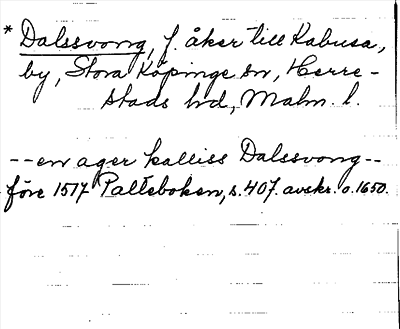 * Dalssvong, f. åker till Kabusa,
by, Stora Köpinge sn, Herre-
stads hd, Malm. l.
--en ager kalliss Dalssvong--
före 1517 Palteboken, s. 407. avskr. o. 1650.